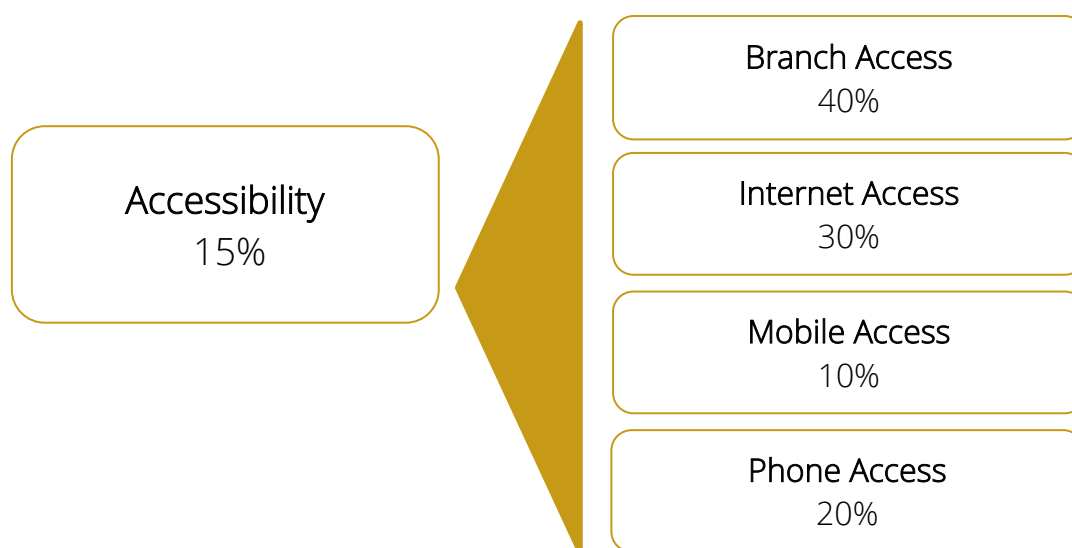 Accessibility
15%
Branch Access
40%
Internet Access
30%
Mobile Access
10%
Phone Access
20%